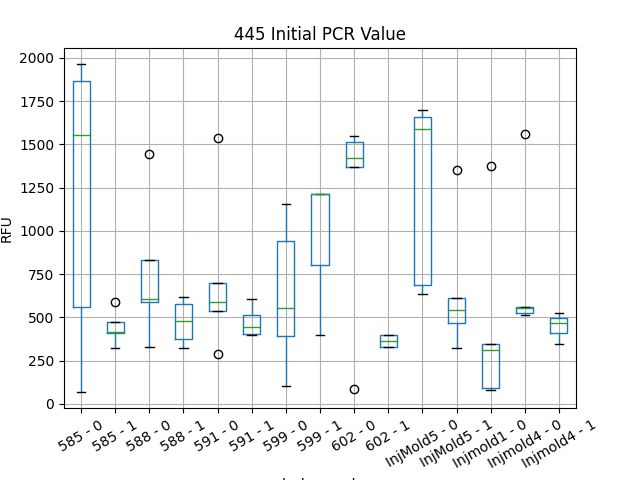 445 Initial PCR Value
RFU
2000
1750
1500
1250
1000
750
500
250
0
585 - 0
585 - 1
588 - 0
588 - 1
591 - 0
591 - 1
599 - 0
599 - 1
602 - 0
602 - 1
InjMold5 - 0
InjMold5 - 1
Injmold1 - 0
Injmold4 - 0
Injmold4 - 1